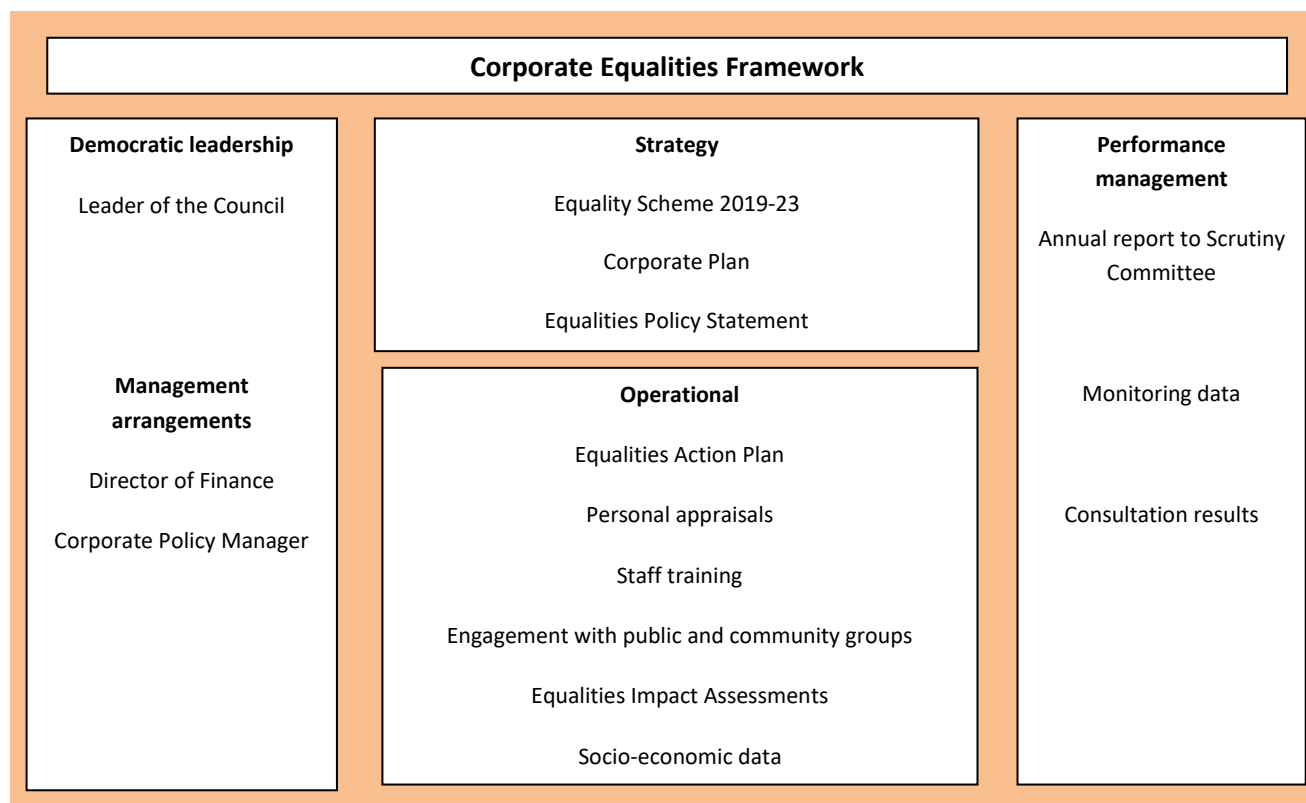 Corporate Equalities Framework
Democratic leadership
Leader of the Council
Management
arrangements
Director of Finance
Corporate Policy Manager
Strategy
Equality Scheme 2019-23
Corporate Plan
Equalities Policy Statement
Operational
Equalities Action Plan
Personal appraisals
Staff training
Engagement with public and community groups
Equalities Impact Assessments
Socio-economic data
Performance
management
Annual report to Scrutiny
Committee
Monitoring data
Consultation results